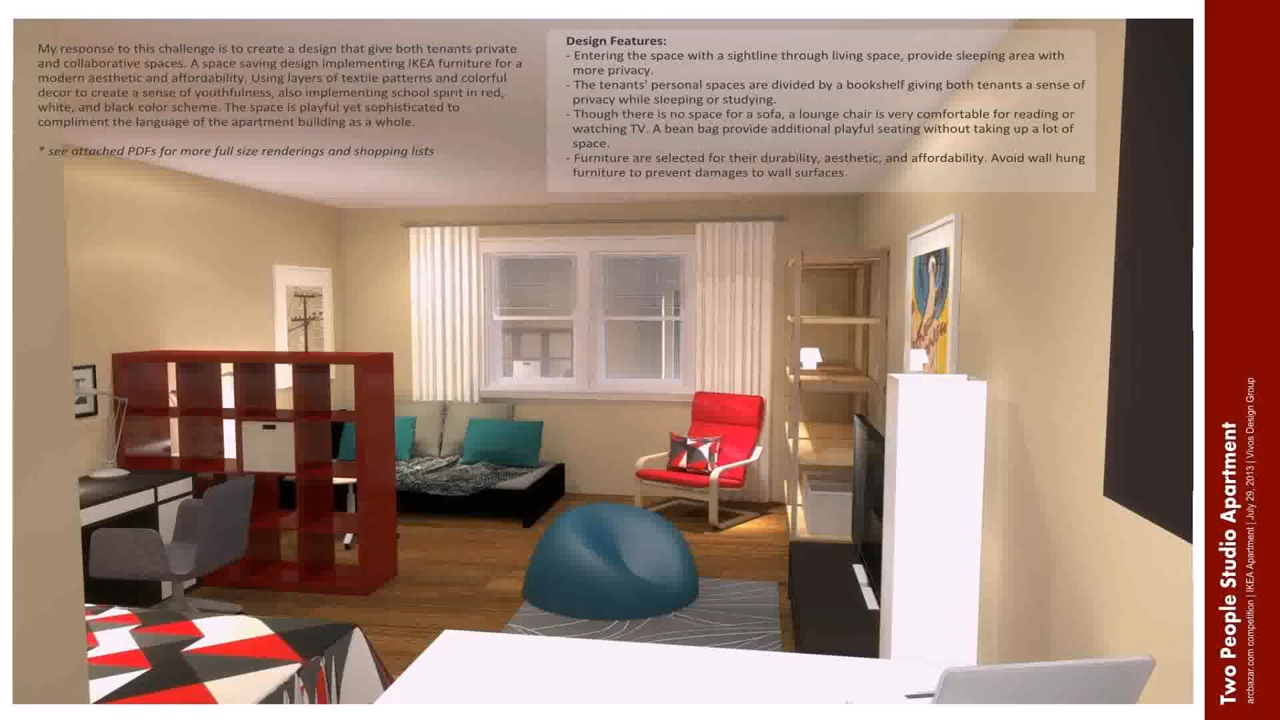 My response to this challenge is to create a design that give both tenants private
and collaborative spaces. A space saving design implementing IKEA furniture for a
modern aesthetic and affordability. Using layers of textile patterns and colorful
decor to create a sense of youthfulness, also implementing school spirit in red,
white, and black color scheme. The space is playful yet sophisticated to
compliment the language of the apartment building as a whole.
* see attached PDFs for more full size renderings and shopping lists
Design Features:
- Entering the space with a sightline through living space, provide sleeping area with
more privacy.
- The tenants' personal spaces are divided by a bookshelf giving both tenants a sense of
privacy while sleeping or studying.
- Though there is no space for a sofa, a lounge chair is very comfortable for reading or
watching TV. A bean bag provide additional playful seating without taking up a lot of
space.
- Furniture are selected for their durability, aesthetic, and affordability. Avoid wall hung
furniture to prevent damages to wall surfaces.
Two People Studio Apartment
arcbazar.com competition | IKEA Apartment | July 29, 2013 | Vivos Design Group